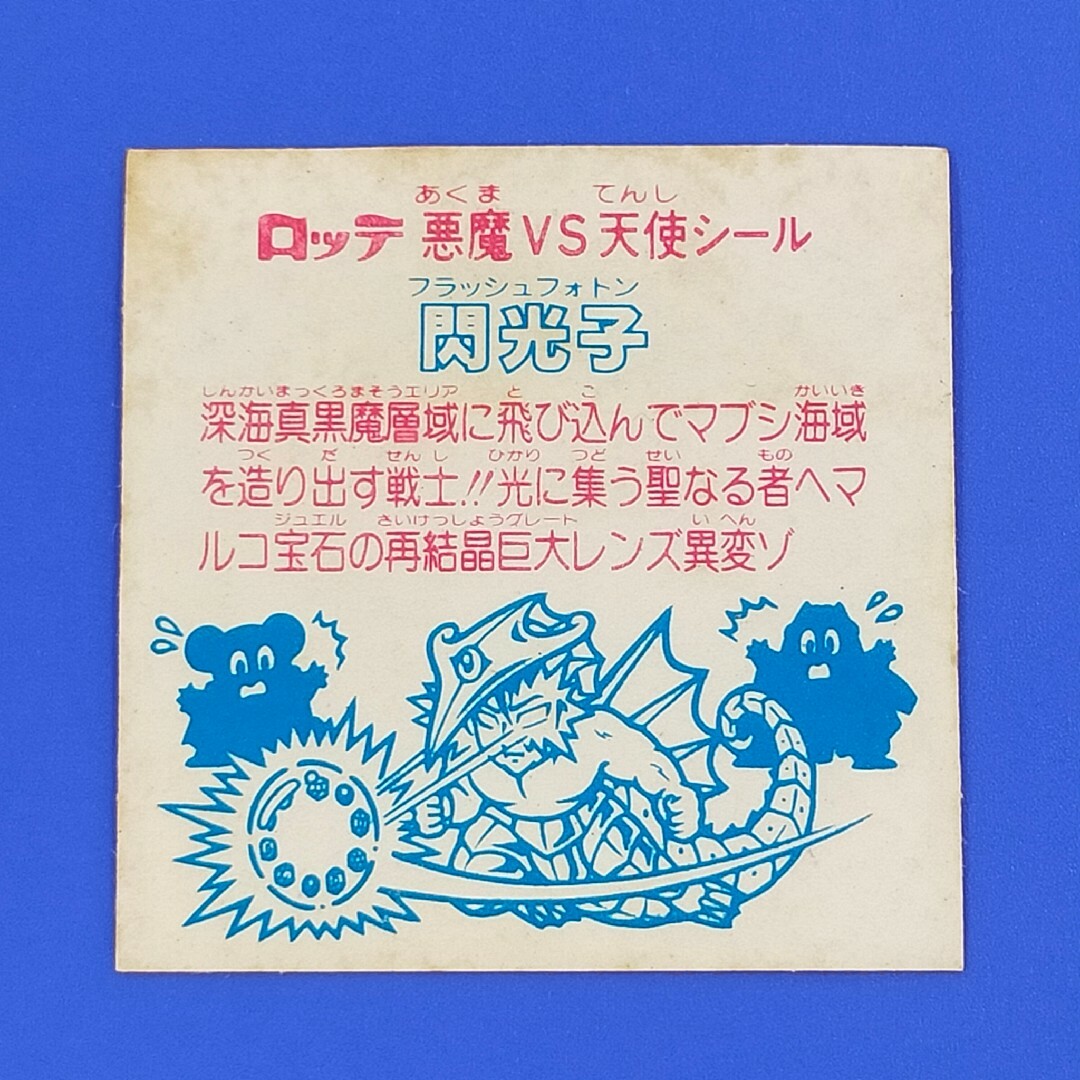 あくま てんし
ロッテ 悪魔VS天使シール
フラッシュフォトン
閃光子
しんかいまっくろまそうエリア と こ かいいき
深海真黒魔層域に飛び込んでマブシ海域
つく だ せんし ひかり つど せい もの
を造り出す戦士!!光に集う聖なる者へマ
ジュエル さいけっしょうグレート いへん
ルコ宝石の再結晶巨大レンズ異変ゾ